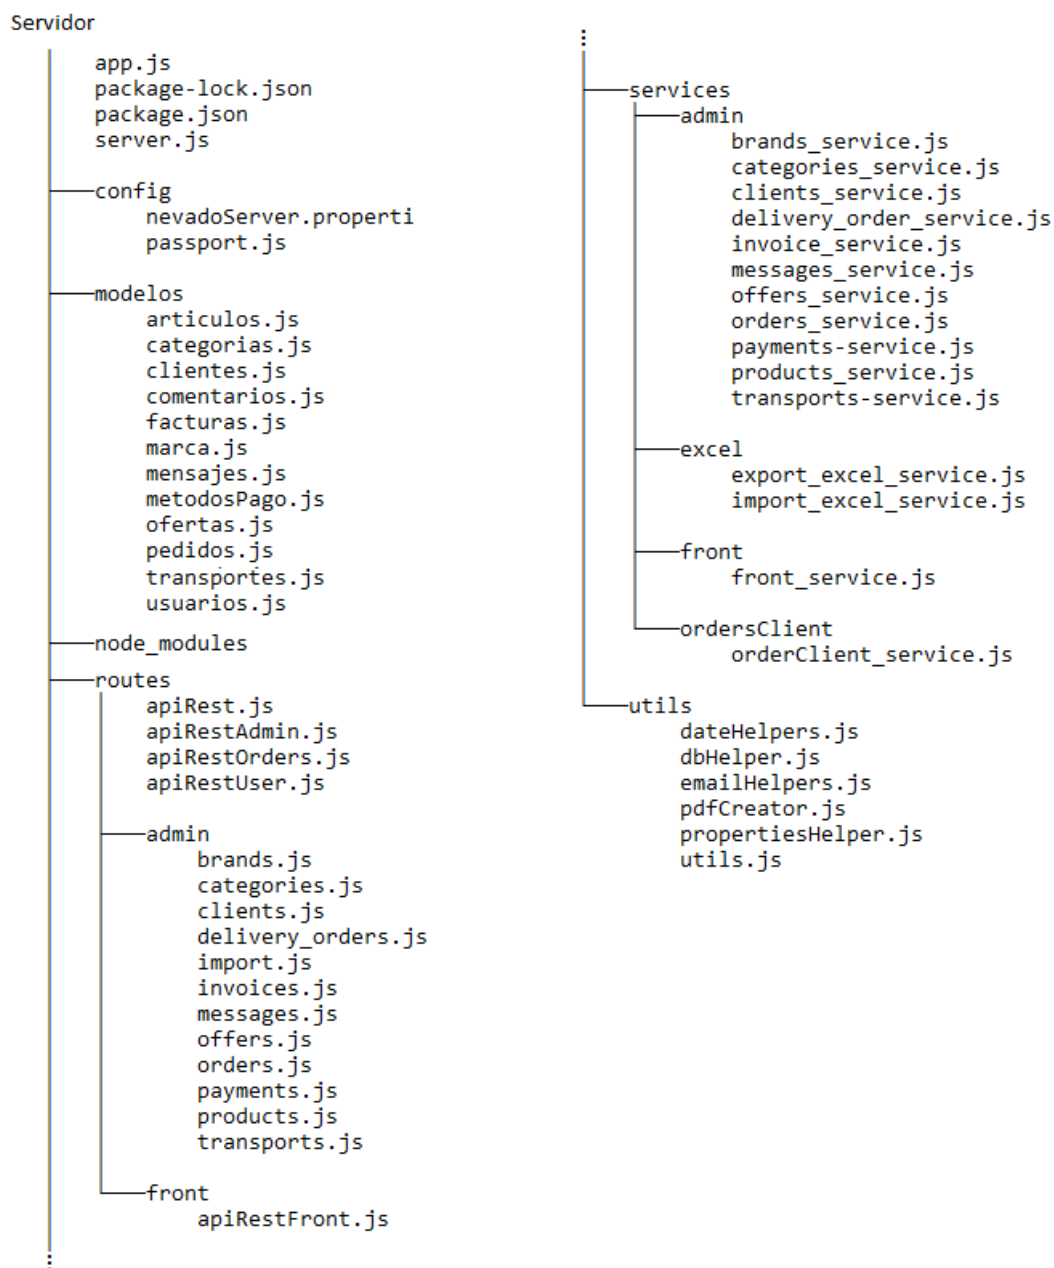 Servidor
app.js
package-lock.json
package.json
server.js
config
nevadoServer.properti
passport.js
modelos
articulos.js
categorias.js
clientes.js
comentarios.js
facturas.js
marca.js
mensajes.js
metodosPago.js
ofertas.js
pedidos.js
transportes.js
usuarios.js
node_modules
routes
apiRest.js
apiRestAdmin.js
apiRestOrders.js
apiRestUser.js
admin
brands.js
categories.js
clients.js
delivery_orders.js
import.js
invoices.js
messages.js
offers.js
orders.js
payments.js
products.js
transports.js
front
apiRestFront.js
services
admin
brands_service.js
categories_service.js
clients_service.js
delivery_order_service.js
invoice_service.js
messages_service.js
offers_service.js
orders_service.js
payments-service.js
products_service.js
transports-service.js
excel
export_excel_service.js
import_excel_service.js
front
front_service.js
ordersClient
orderClient_service.js
utils
dateHelpers.js
dbHelper.js
emailHelpers.js
pdfCreator.js
propertiesHelper.js
utils.js